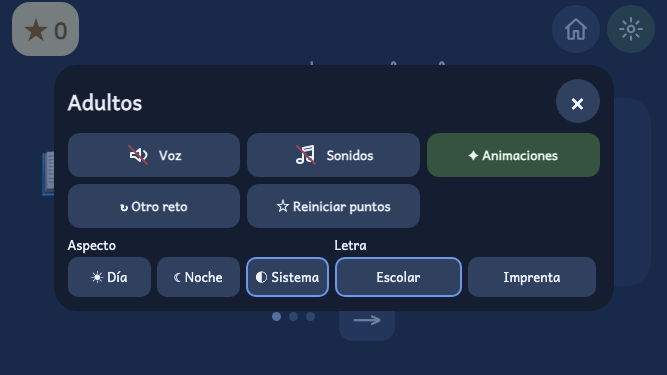 ★ 0
Adultos
×
Voz
Sonidos
✦ Animaciones
↻ Otro reto
☆ Reiniciar puntos
Aspecto
Letra
☀ Día
☾ Noche
◐ Sistema
Escolar
Imprenta
→